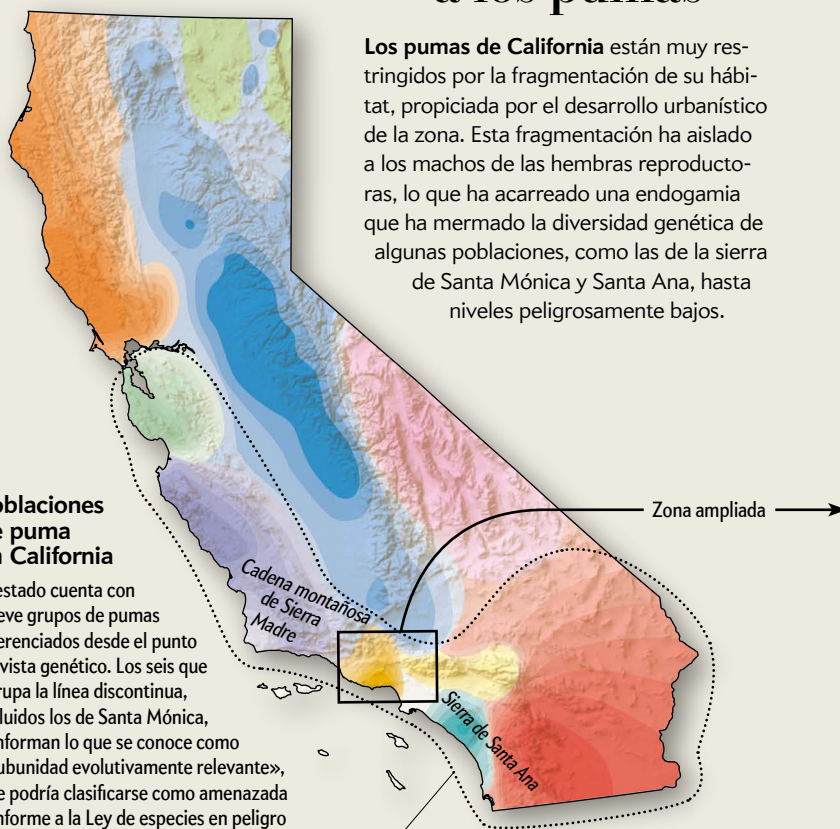 a los pumas
Los pumas de California están muy res-
tringidos por la fragmentación de su hábi-
tat, propiciada por el desarrollo urbanístico
de la zona. Esta fragmentación ha aislado
a los machos de las hembras reproducto-
ras, lo que ha acarreado una endogamia
que ha mermado la diversidad genética de
algunas poblaciones, como las de la sierra
de Santa Mónica y Santa Ana, hasta
niveles peligrosamente bajos.
Zona ampliada
oblaciones
e puma
California
estado cuenta con
eve grupos de pumas
erenciados desde el punto
vista genético. Los seis que
rupa la línea discontinua,
luidos los de Santa Mónica,
nforman lo que se conoce como
ubunidad evolutivamente relevante»,
e podría clasificarse como amenazada
nforme a la Ley de especies en peligro
Cadena montañosa
de Sierra
Madre
Sierra de Santa Ana